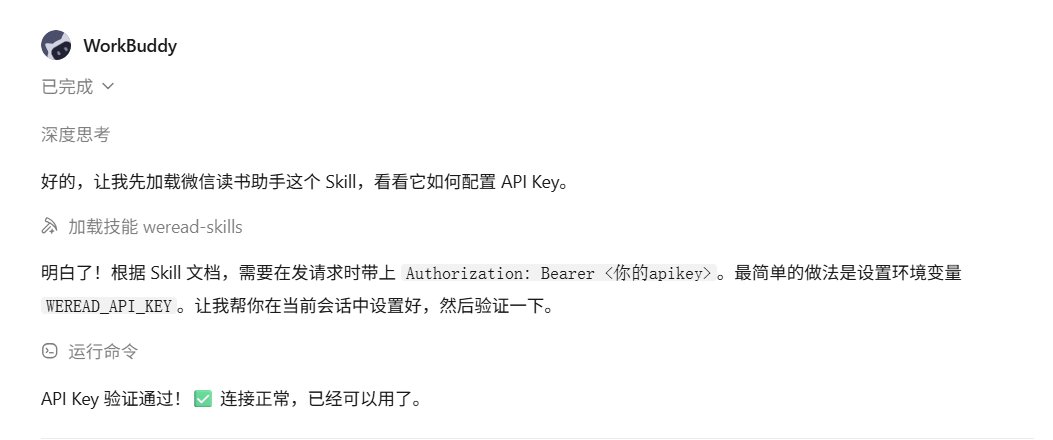 WorkBuddy
已完成
深度思考
好的，让我先加载微信读书助手这个 Skill，看看它如何配置 API Key。
加载技能 weread-skills
明白了！根据 Skill 文档，需要在发请求时带上 Authorization: Bearer <你的apikey>。最简单的做法是设置环境变量
WEREAD_API_KEY。让我帮你在当前会话中设置好，然后验证一下。
运行命令
API Key 验证通过！✅ 连接正常，已经可以用了。